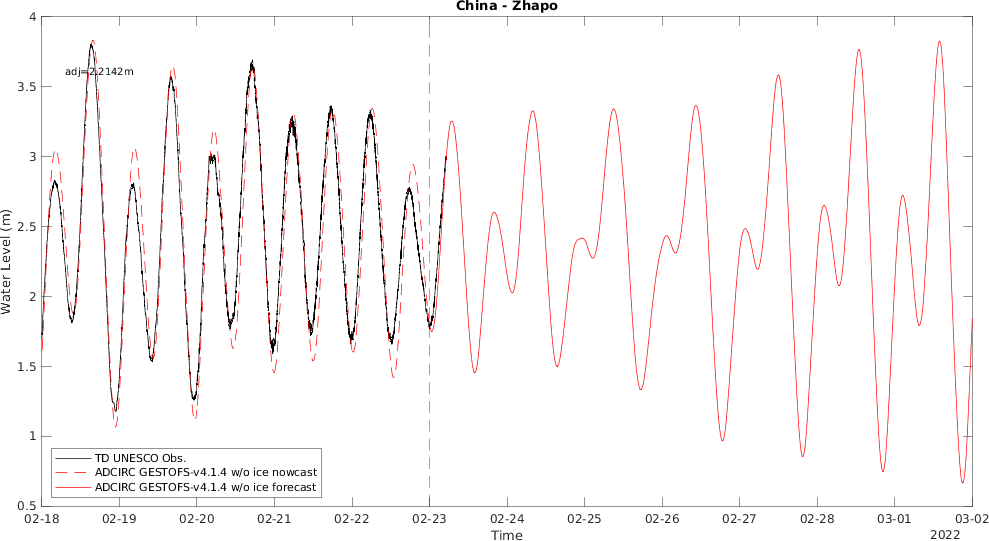 China - Zhapo
4
3.5
3
2.5
2
1.5
1
0.5
Water Level (m)
adj=2.2142m
TD UNESCO Obs.
ADCIRC GESTOFS-v4.1.4 w/o ice nowcast
ADCIRC GESTOFS-v4.1.4 w/o ice forecast
02-18 02-19 02-20 02-21 02-22 02-23 02-24 02-25 02-26 02-27 02-28 03-01 03-02
Time
2022